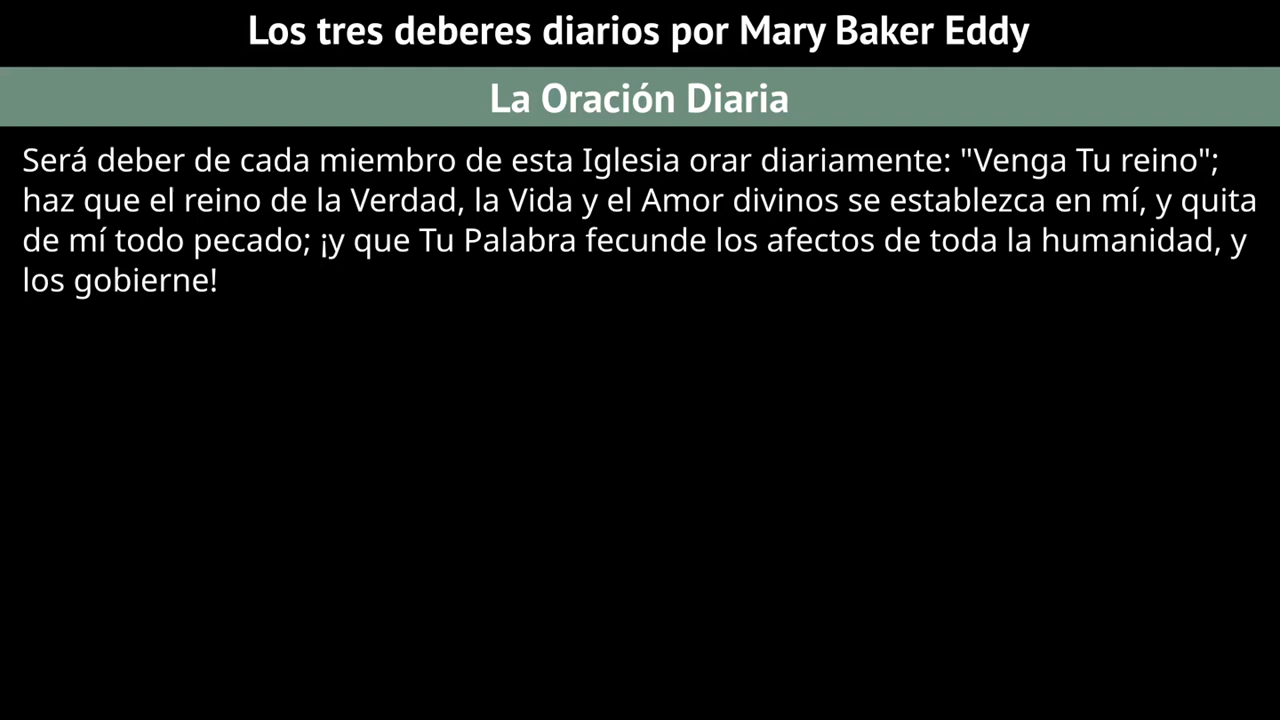 Los tres deberes diarios por Mary Baker Eddy
La Oración Diaria
Será deber de cada miembro de esta Iglesia orar diariamente: "Venga Tu reino";
haz que el reino de la Verdad, la Vida y el Amor divinos se establezca en mí, y quita
de mí todo pecado; ¡y que Tu Palabra fecunde los afectos de toda la humanidad, y
los gobierne!